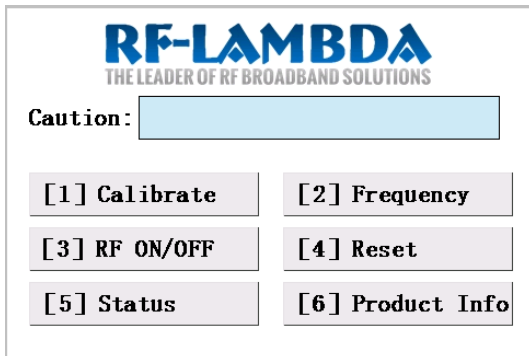 RF-LAMBDA
THE LEADER OF RF BROADBAND SOLUTIONS
Caution:
[1] Calibrate [2] Frequency
[3] RF ON/OFF [4] Reset
[5] Status [6] Product Info